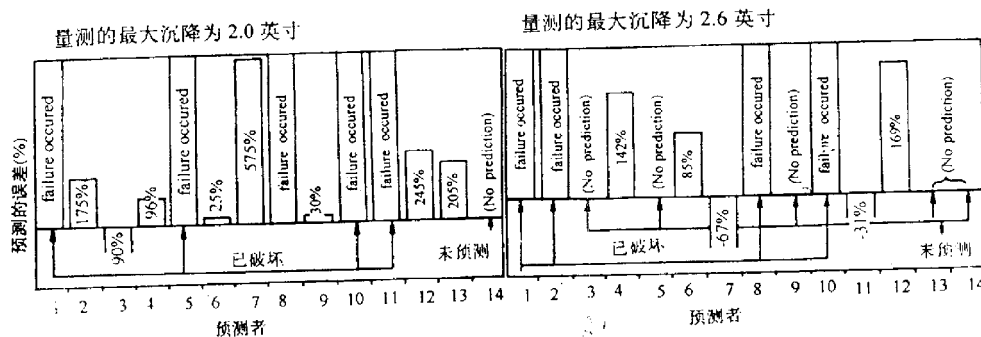 量测的最大沉降为 2.0 英寸
预测的误差(%)
failure occured
175%
90%
96%
failure occured
25%
575%
failure occured
30%
failure occured
failure occured
245%
205%
(No prediction)
已破坏
未预测
1 2 3 4 5 6 7 8 9 10 11 12 13 14
预测者
量测的最大沉降为 2.6 英寸
failure occured
failure occured
(No prediction)
142%
(No prediction)
85%
-67%
failure occured
(No prediction)
failure occured
-31%
169%
(No prediction)
已破坏
未预测
1 2 3 4 5 6 7 8 9 10 11 12 13 14
预测者